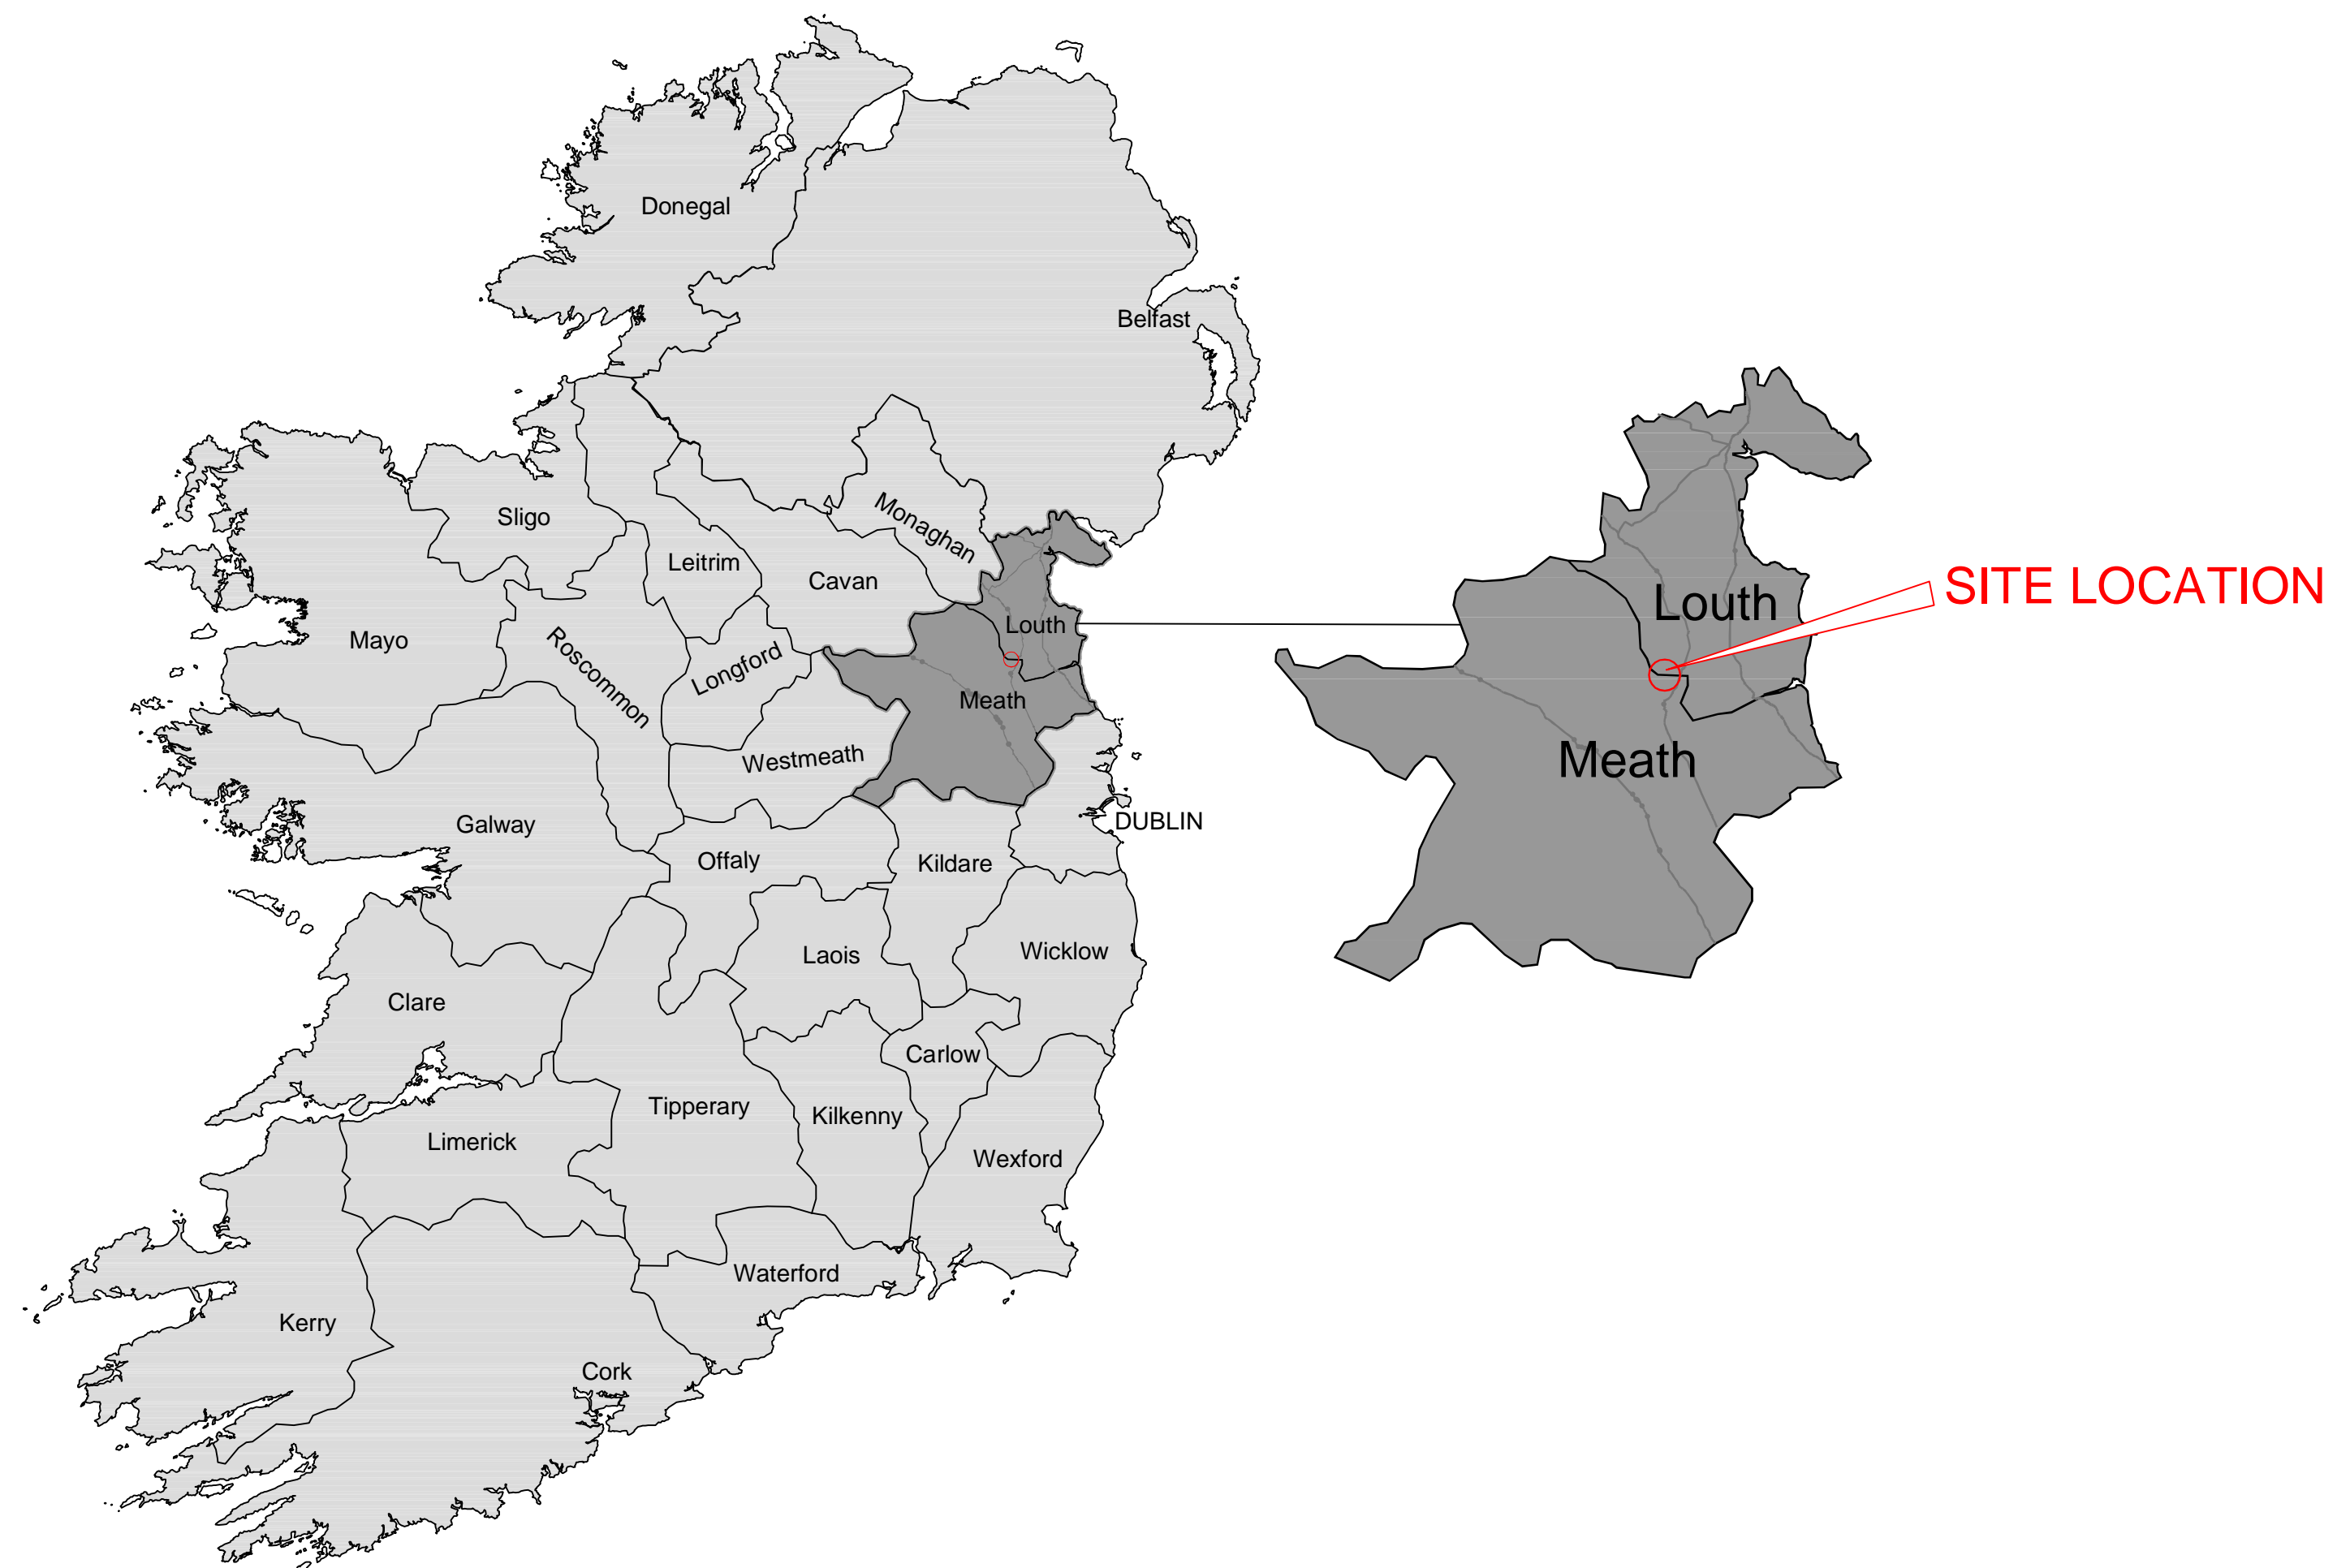 Donegal
Belfast
Sligo
Monaghan
Leitrim
Cavan
Mayo
Roscommon
Longford
Louth
Meath
Westmeath
Galway
Offaly
Kildare
DUBLIN
Laois
Wicklow
Clare
Carlow
Tipperary
Kilkenny
Limerick
Wexford
Waterford
Kerry
Cork
SITE LOCATION
Louth
Meath